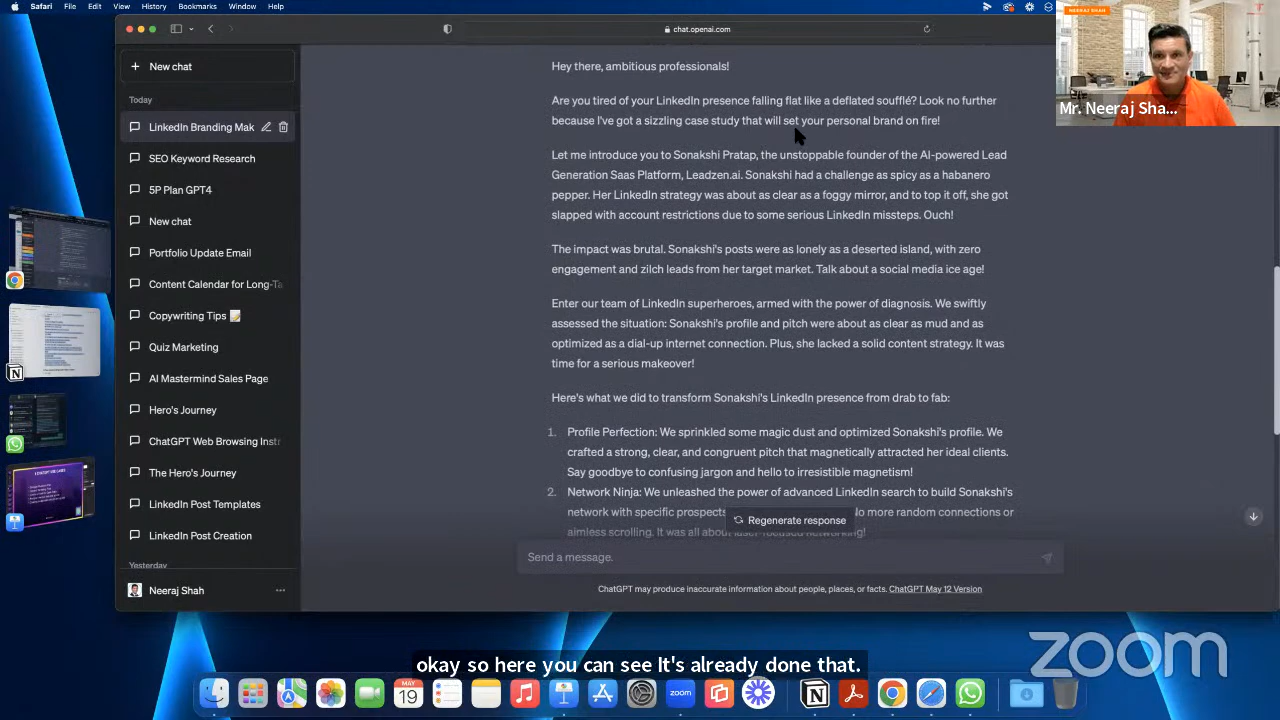 Safari File Edit View History Bookmarks Window Help
chat.openai.com
NEERAJ SHAH
Mr. Neeraj Sha...
New chat
Today
LinkedIn Branding Mak
SEO Keyword Research
5P Plan GPT4
New chat
Portfolio Update Email
Content Calendar for Long-Ta
Copywriting Tips 📝
Quiz Marketing
AI Mastermind Sales Page
Hero's Journey
ChatGPT Web Browsing Instr
The Hero's Journey
LinkedIn Post Templates
LinkedIn Post Creation
Yesterday
Neeraj Shah
Hey there, ambitious professionals!
Are you tired of your LinkedIn presence falling flat like a deflated soufflé? Look no further
because I've got a sizzling case study that will set your personal brand on fire!
Let me introduce you to Sonakshi Pratap, the unstoppable founder of the AI-powered Lead
Generation Saas Platform, Leadzen.ai. Sonakshi had a challenge as spicy as a habanero
pepper. Her LinkedIn strategy was about as clear as a foggy mirror, and to top it off, she got
slapped with account restrictions due to some serious LinkedIn missteps. Ouch!
The impact was brutal. Sonakshi's posts were as lonely as a deserted island, with zero
engagement and zilch leads from her target market. Talk about a social media ice age!
Enter our team of LinkedIn superheroes, armed with the power of diagnosis. We swiftly
assessed the situation: Sonakshi's profile and pitch were about as clear as mud and as
optimized as a dial-up internet connection. Plus, she lacked a solid content strategy. It was
time for a serious makeover!
Here's what we did to transform Sonakshi's LinkedIn presence from drab to fab:
1. Profile Perfection: We sprinkled some magic dust and optimized Sonakshi's profile. We
crafted a strong, clear, and congruent pitch that magnetically attracted her ideal clients.
Say goodbye to confusing jargon and hello to irresistible magnetism!
2. Network Ninja: We unleashed the power of advanced LinkedIn search to build Sonakshi's
network with specific prospects No more random connections or
aimless scrolling. It was all about laser-focused networking!
Regenerate response
Send a message.
ChatGPT may produce inaccurate information about people, places, or facts. ChatGPT May 12 Version
zoom
okay so here you can see It's already done that.
MAY
19
zoom